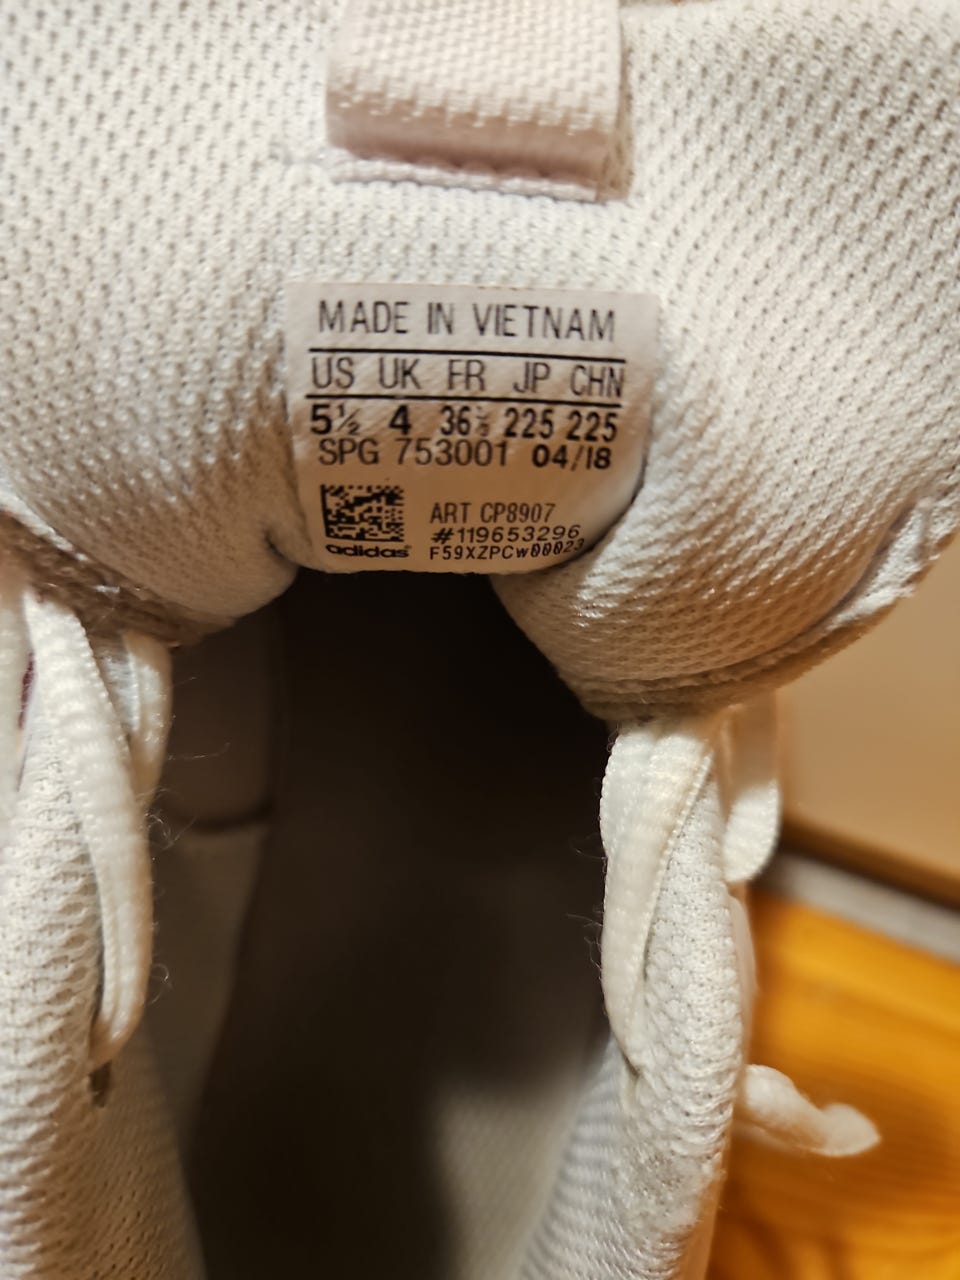 MADE IN VIETNAM
US UK FR JP CHN
5½ 4 36⅔ 225 225
SPG 753001 04/18
ART CP8907
#119653296
adidas F59XZPCW00023